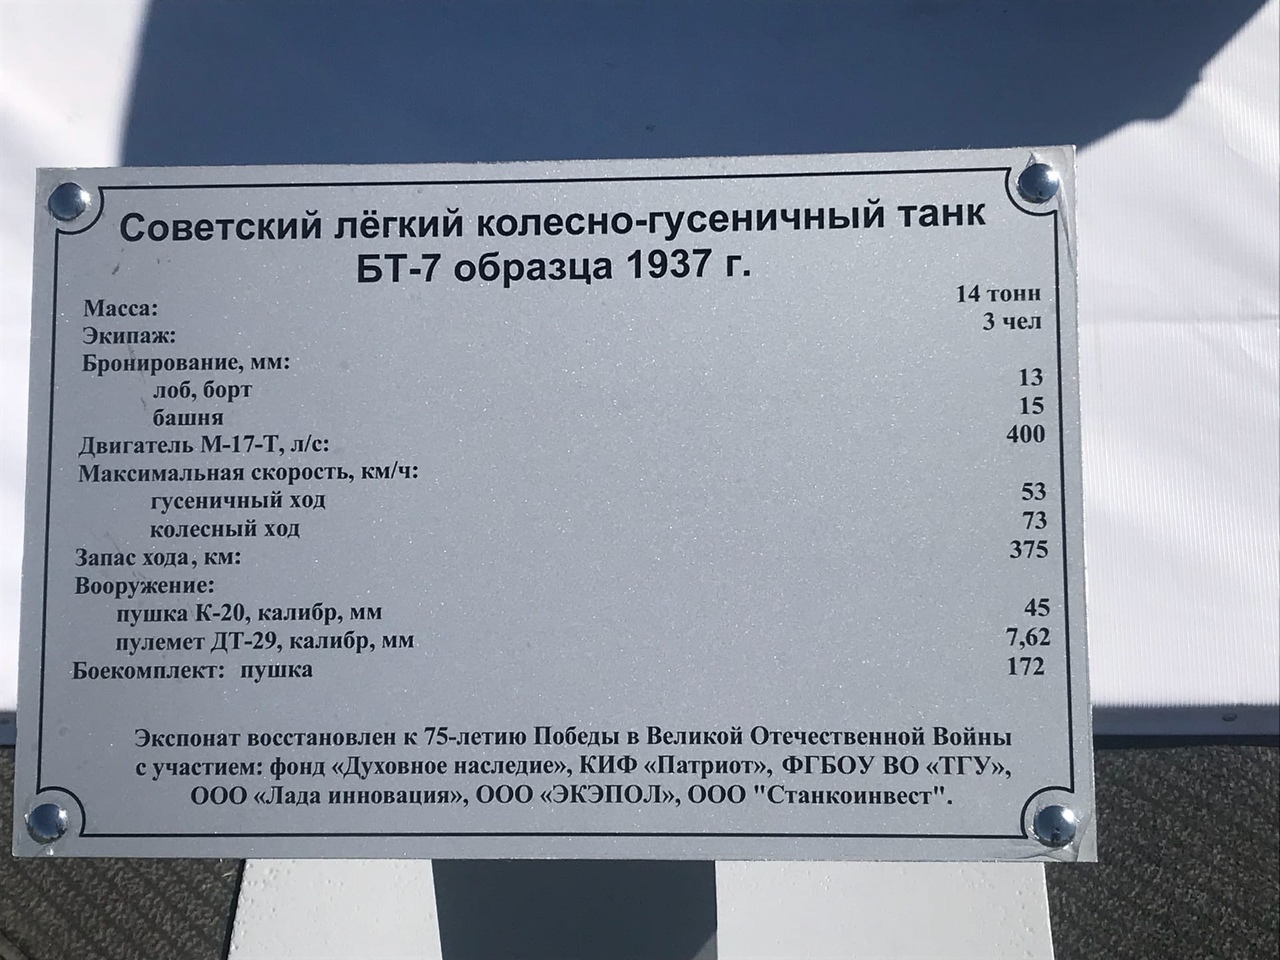 Советский лёгкий колесно-гусеничный танк
БТ-7 образца 1937 г.
Масса: 14 тонн
Экипаж: 3 чел
Бронирование, мм:
лоб, борт 13
башня 15
Двигатель М-17-Т, л/с: 400
Максимальная скорость, км/ч:
гусеничный ход 53
колесный ход 73
Запас хода, км: 375
Вооружение:
пушка К-20, калибр, мм 45
пулемет ДТ-29, калибр, мм 7,62
Боекомплект: пушка 172
Экспонат восстановлен к 75-летию Победы в Великой Отечественной Войны
с участием: фонд «Духовное наследие», КИФ «Патриот», ФГБОУ ВО «ТГУ»,
ООО «Лада инновация», ООО «ЭКЭПОЛ», ООО "Станкоинвест".